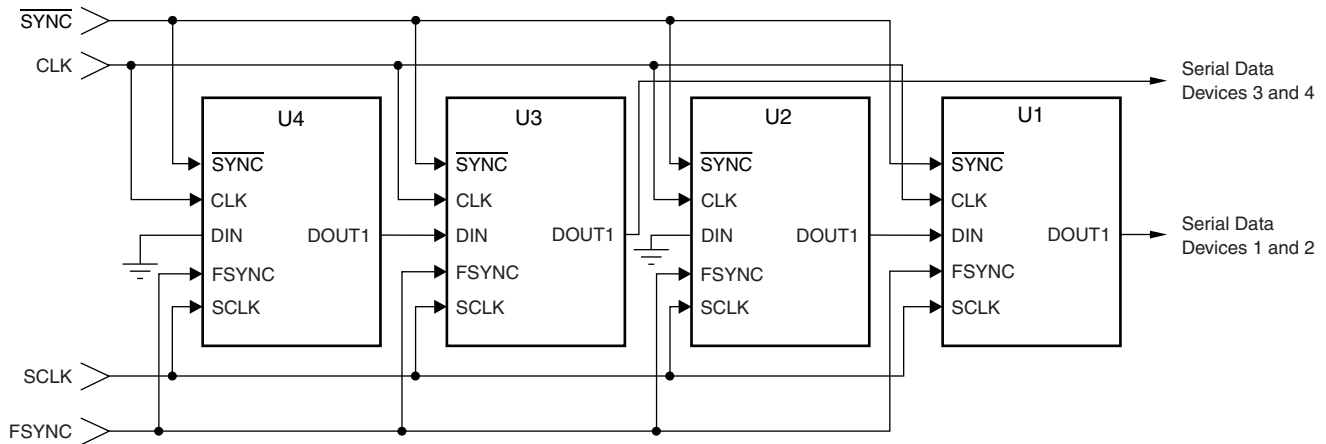 SYNC
CLK
Serial Data
Devices 3 and 4
U4
SYNC
CLK
DIN
DOUT1
FSYNC
SCLK
U3
SYNC
CLK
DIN
DOUT1
FSYNC
SCLK
U2
SYNC
CLK
DIN
DOUT1
FSYNC
SCLK
U1
SYNC
CLK
DIN
DOUT1
FSYNC
SCLK
Serial Data
Devices 1 and 2
SCLK
FSYNC